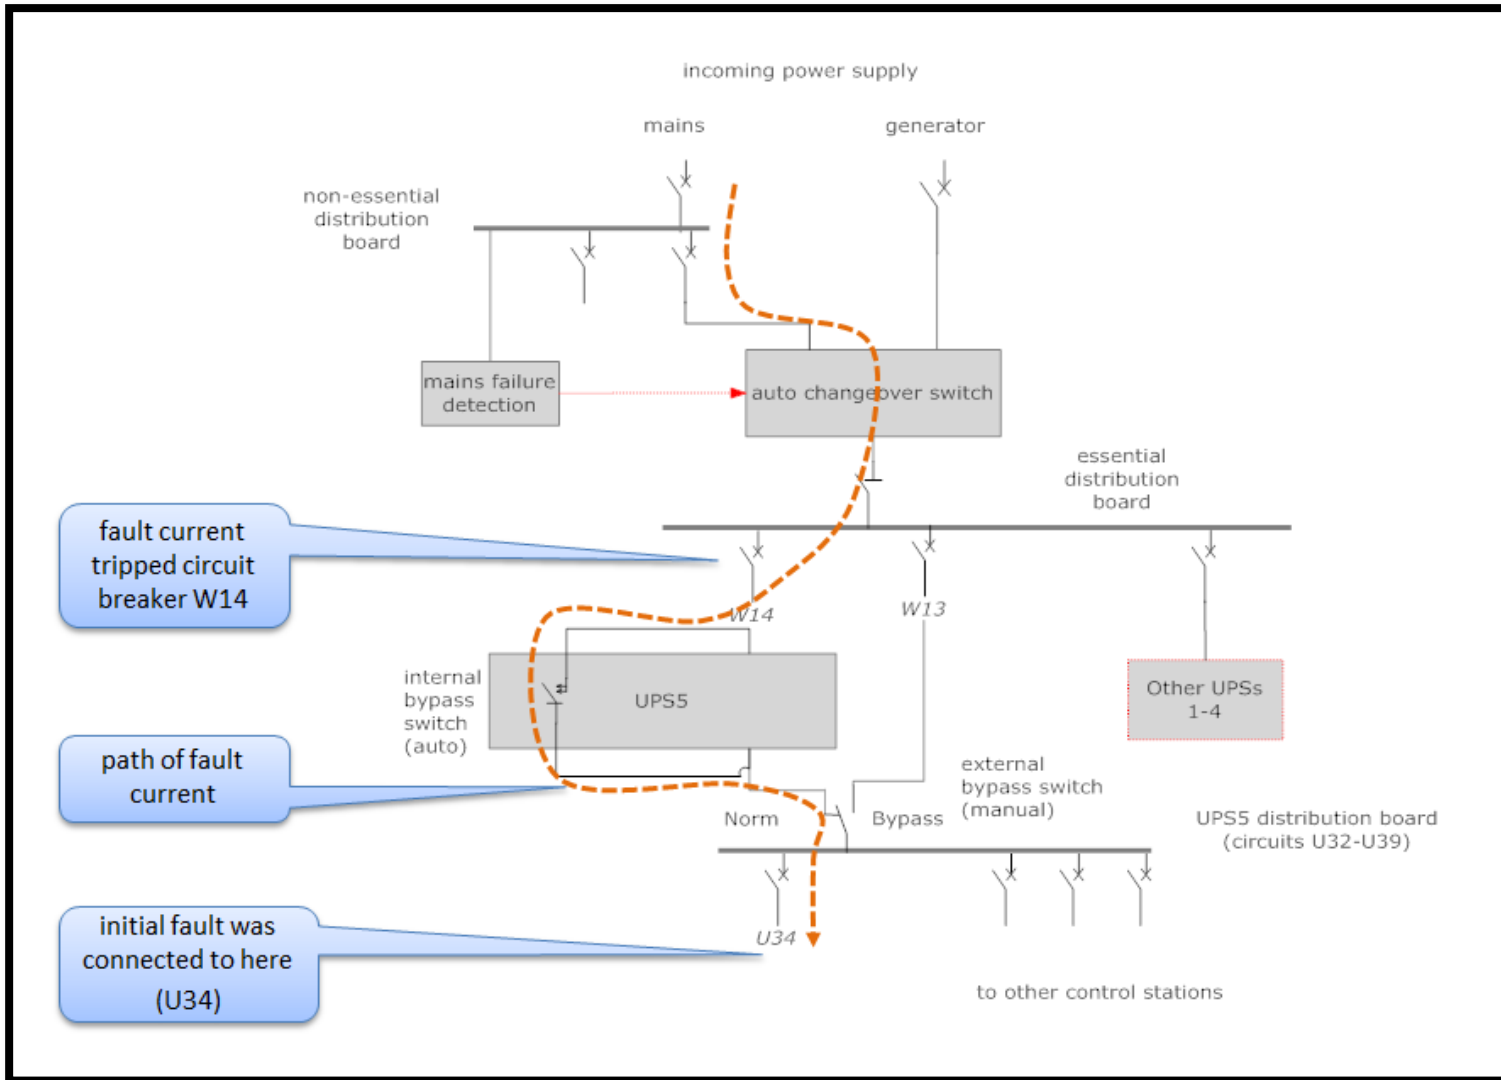 incoming power supply
mains
generator
non-essential
distribution
board
mains failure
detection
auto changeover switch
essential
distribution
board
fault current
tripped circuit
breaker W14
W14
W13
internal
bypass
switch
(auto)
UPS5
Other UPSs
1-4
path of fault
current
external
bypass switch
(manual)
Norm
Bypass
UPS5 distribution board
(circuits U32-U39)
initial fault was
connected to here
(U34)
U34
to other control stations